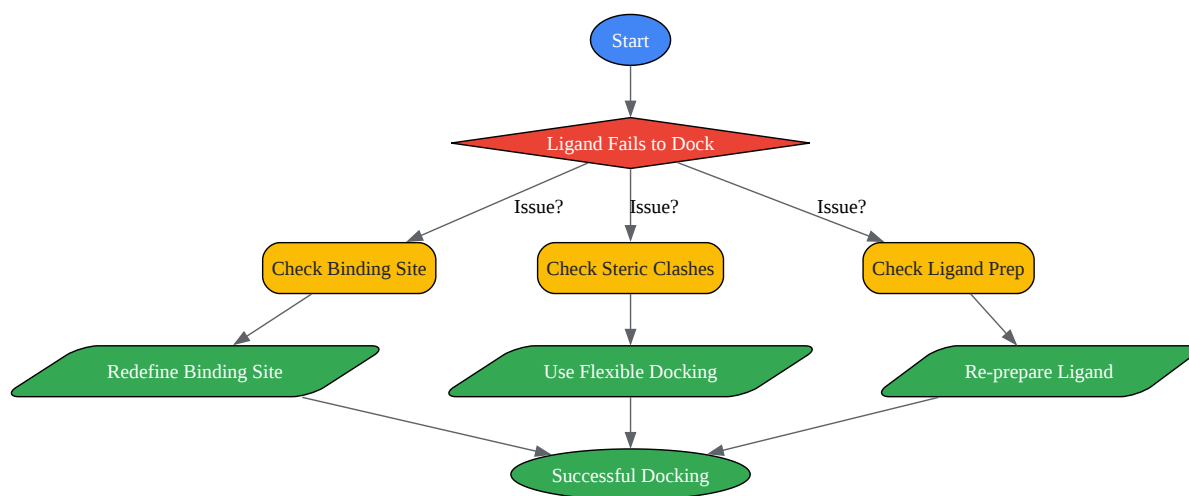 Start
Ligand Fails to Dock
Issue?
Issue?
Issue?
Check Binding Site
Check Steric Clashes
Check Ligand Prep
Redefine Binding Site
Use Flexible Docking
Re-prepare Ligand
Successful Docking